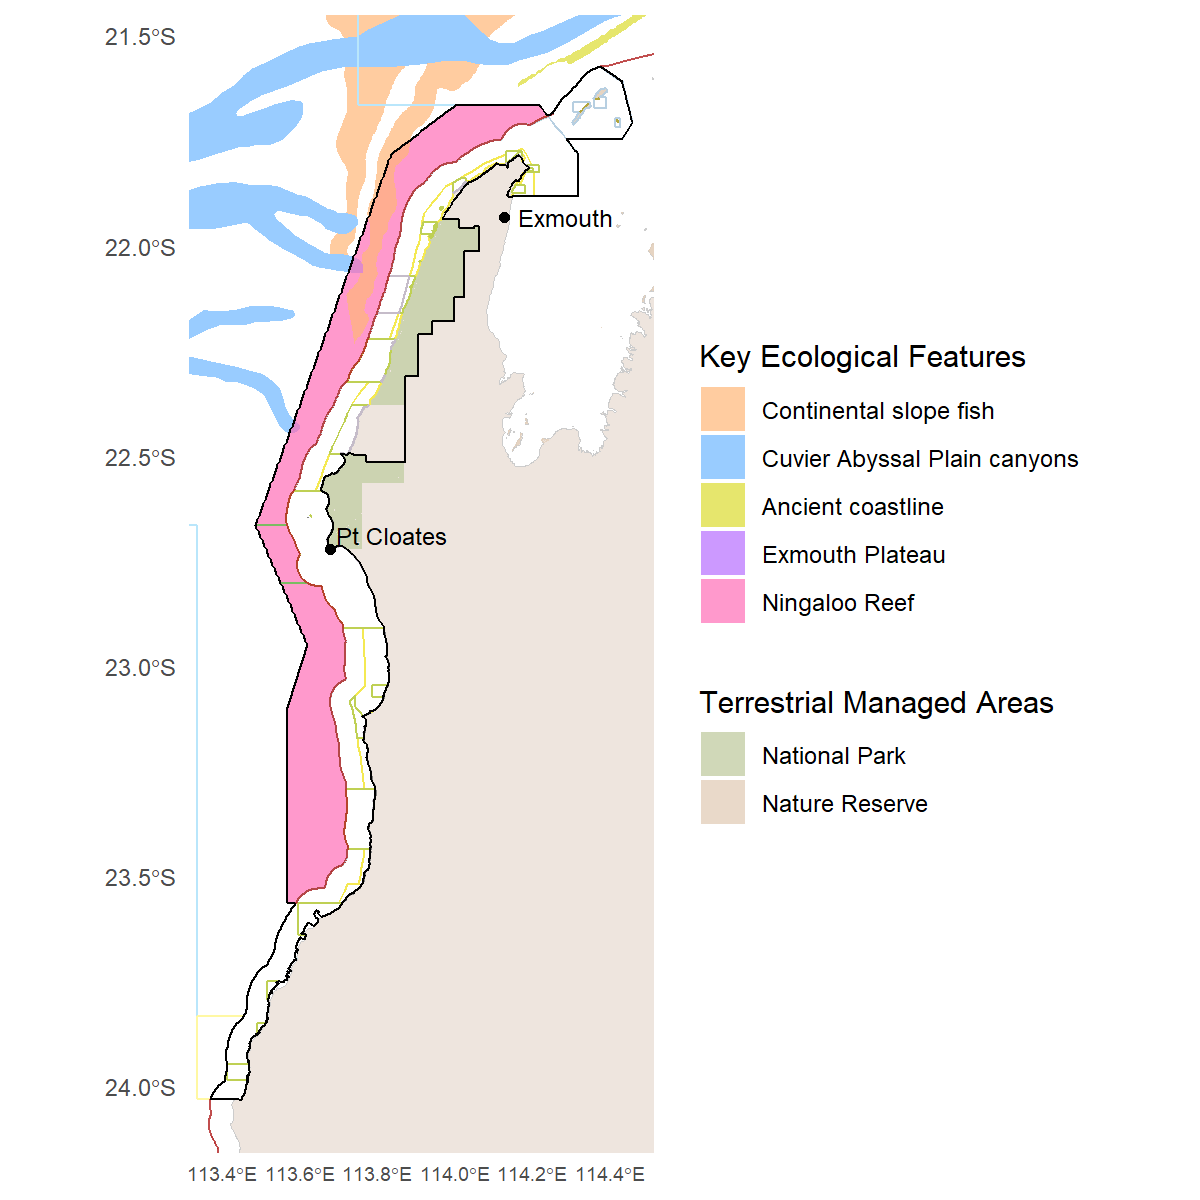 21.5°S
22.0°S
22.5°S
23.0°S
23.5°S
24.0°S
Exmouth
Pt Cloates
113.4°E 113.6°E 113.8°E 114.0°E 114.2°E 114.4°E
Key Ecological Features
Continental slope fish
Cuvier Abyssal Plain canyons
Ancient coastline
Exmouth Plateau
Ningaloo Reef
Terrestrial Managed Areas
National Park
Nature Reserve